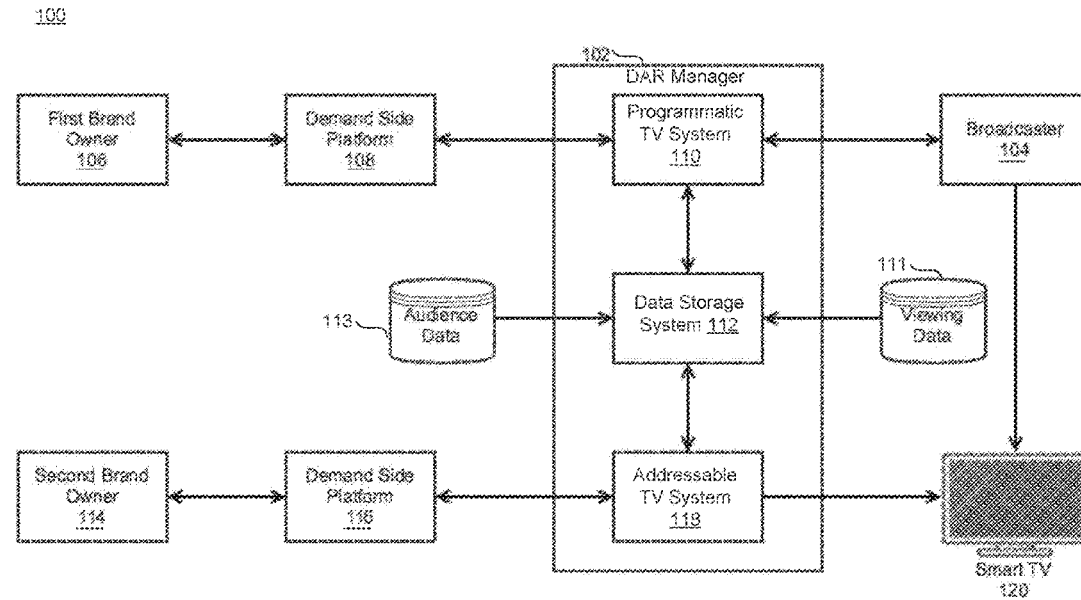 100
102
DAR Manager
First Brand
Owner
106
Demand Side
Platform
108
Programmatic
TV System
110
Broadcaster
104
113
Audience
Data
Data Storage
System 112
111
Viewing
Data
Second Brand
Owner
114
Demand Side
Platform
116
Addressable
TV System
118
Smart TV
120